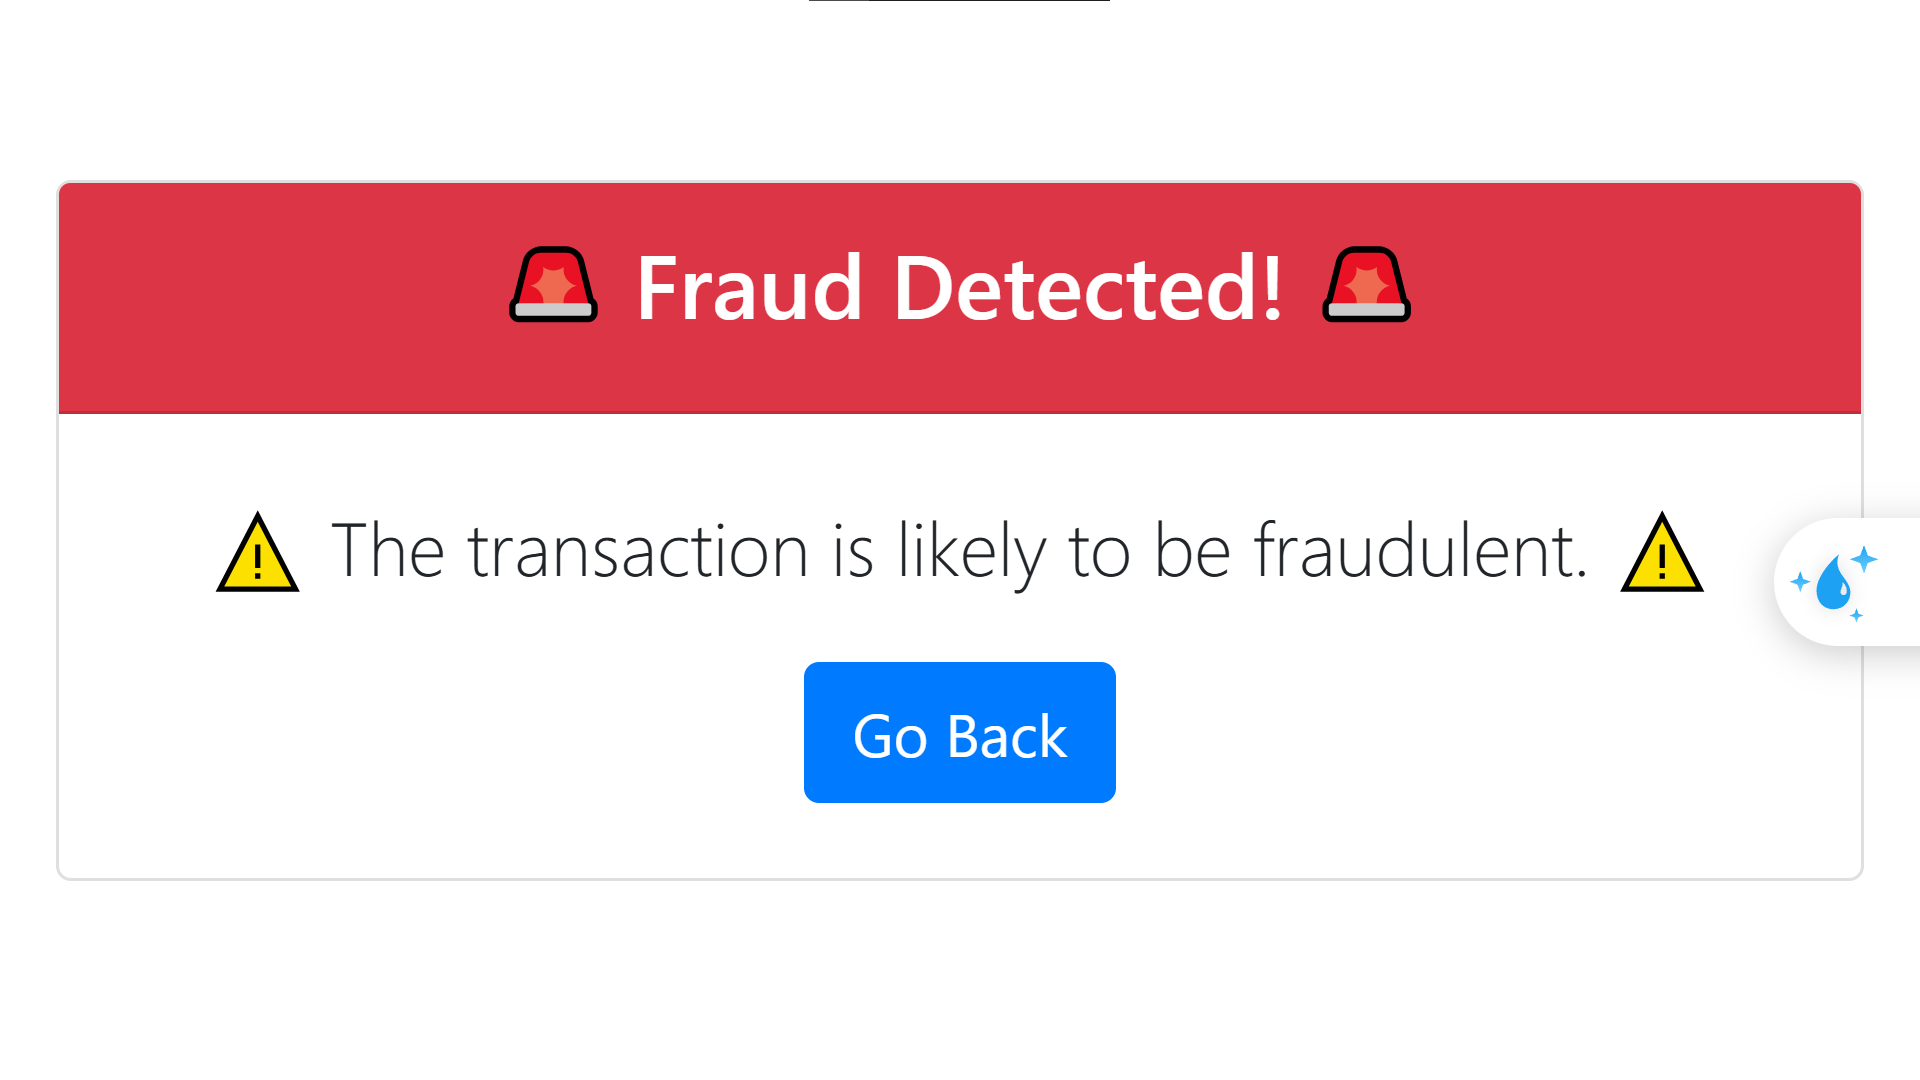 🚨 Fraud Detected! 🚨
⚠ The transaction is likely to be fraudulent. ⚠
Go Back